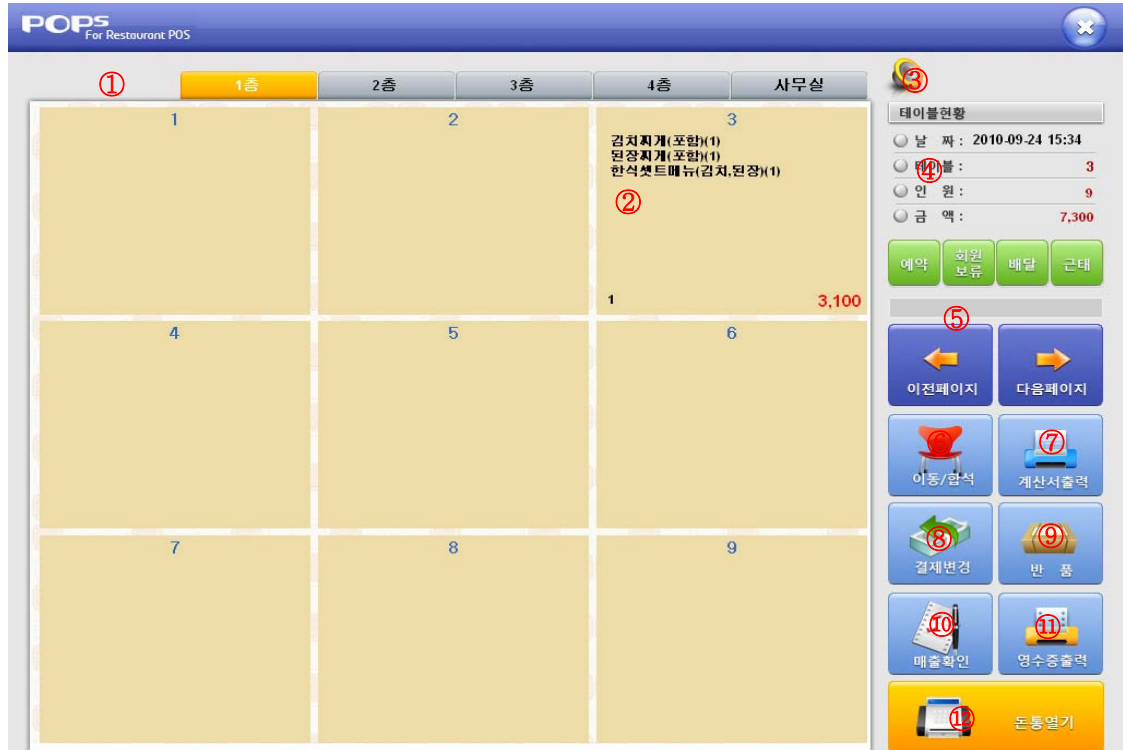 POPs
For Restaurant POS
① 1층 2층 3층 4층 사무실 ③
테이블현황
1 2 3
김치찌개(포함)(1)
된장찌개(포함)(1)
한식셋트메뉴(김치,된장)(1)
②
1 3,100
날 짜 : 2010-09-24 15:34
테이블 : 3
④
인 원 : 9
금 액 : 7,300
예약 회원보류 배달 근태
⑤
4 5 6
이전페이지 다음페이지
⑥ ⑦
이동/합석 계산서출력
7 8 9
⑧ ⑨
결제변경 반 품
⑩ ⑪
매출확인 영수증출력
⑫ 돈통열기